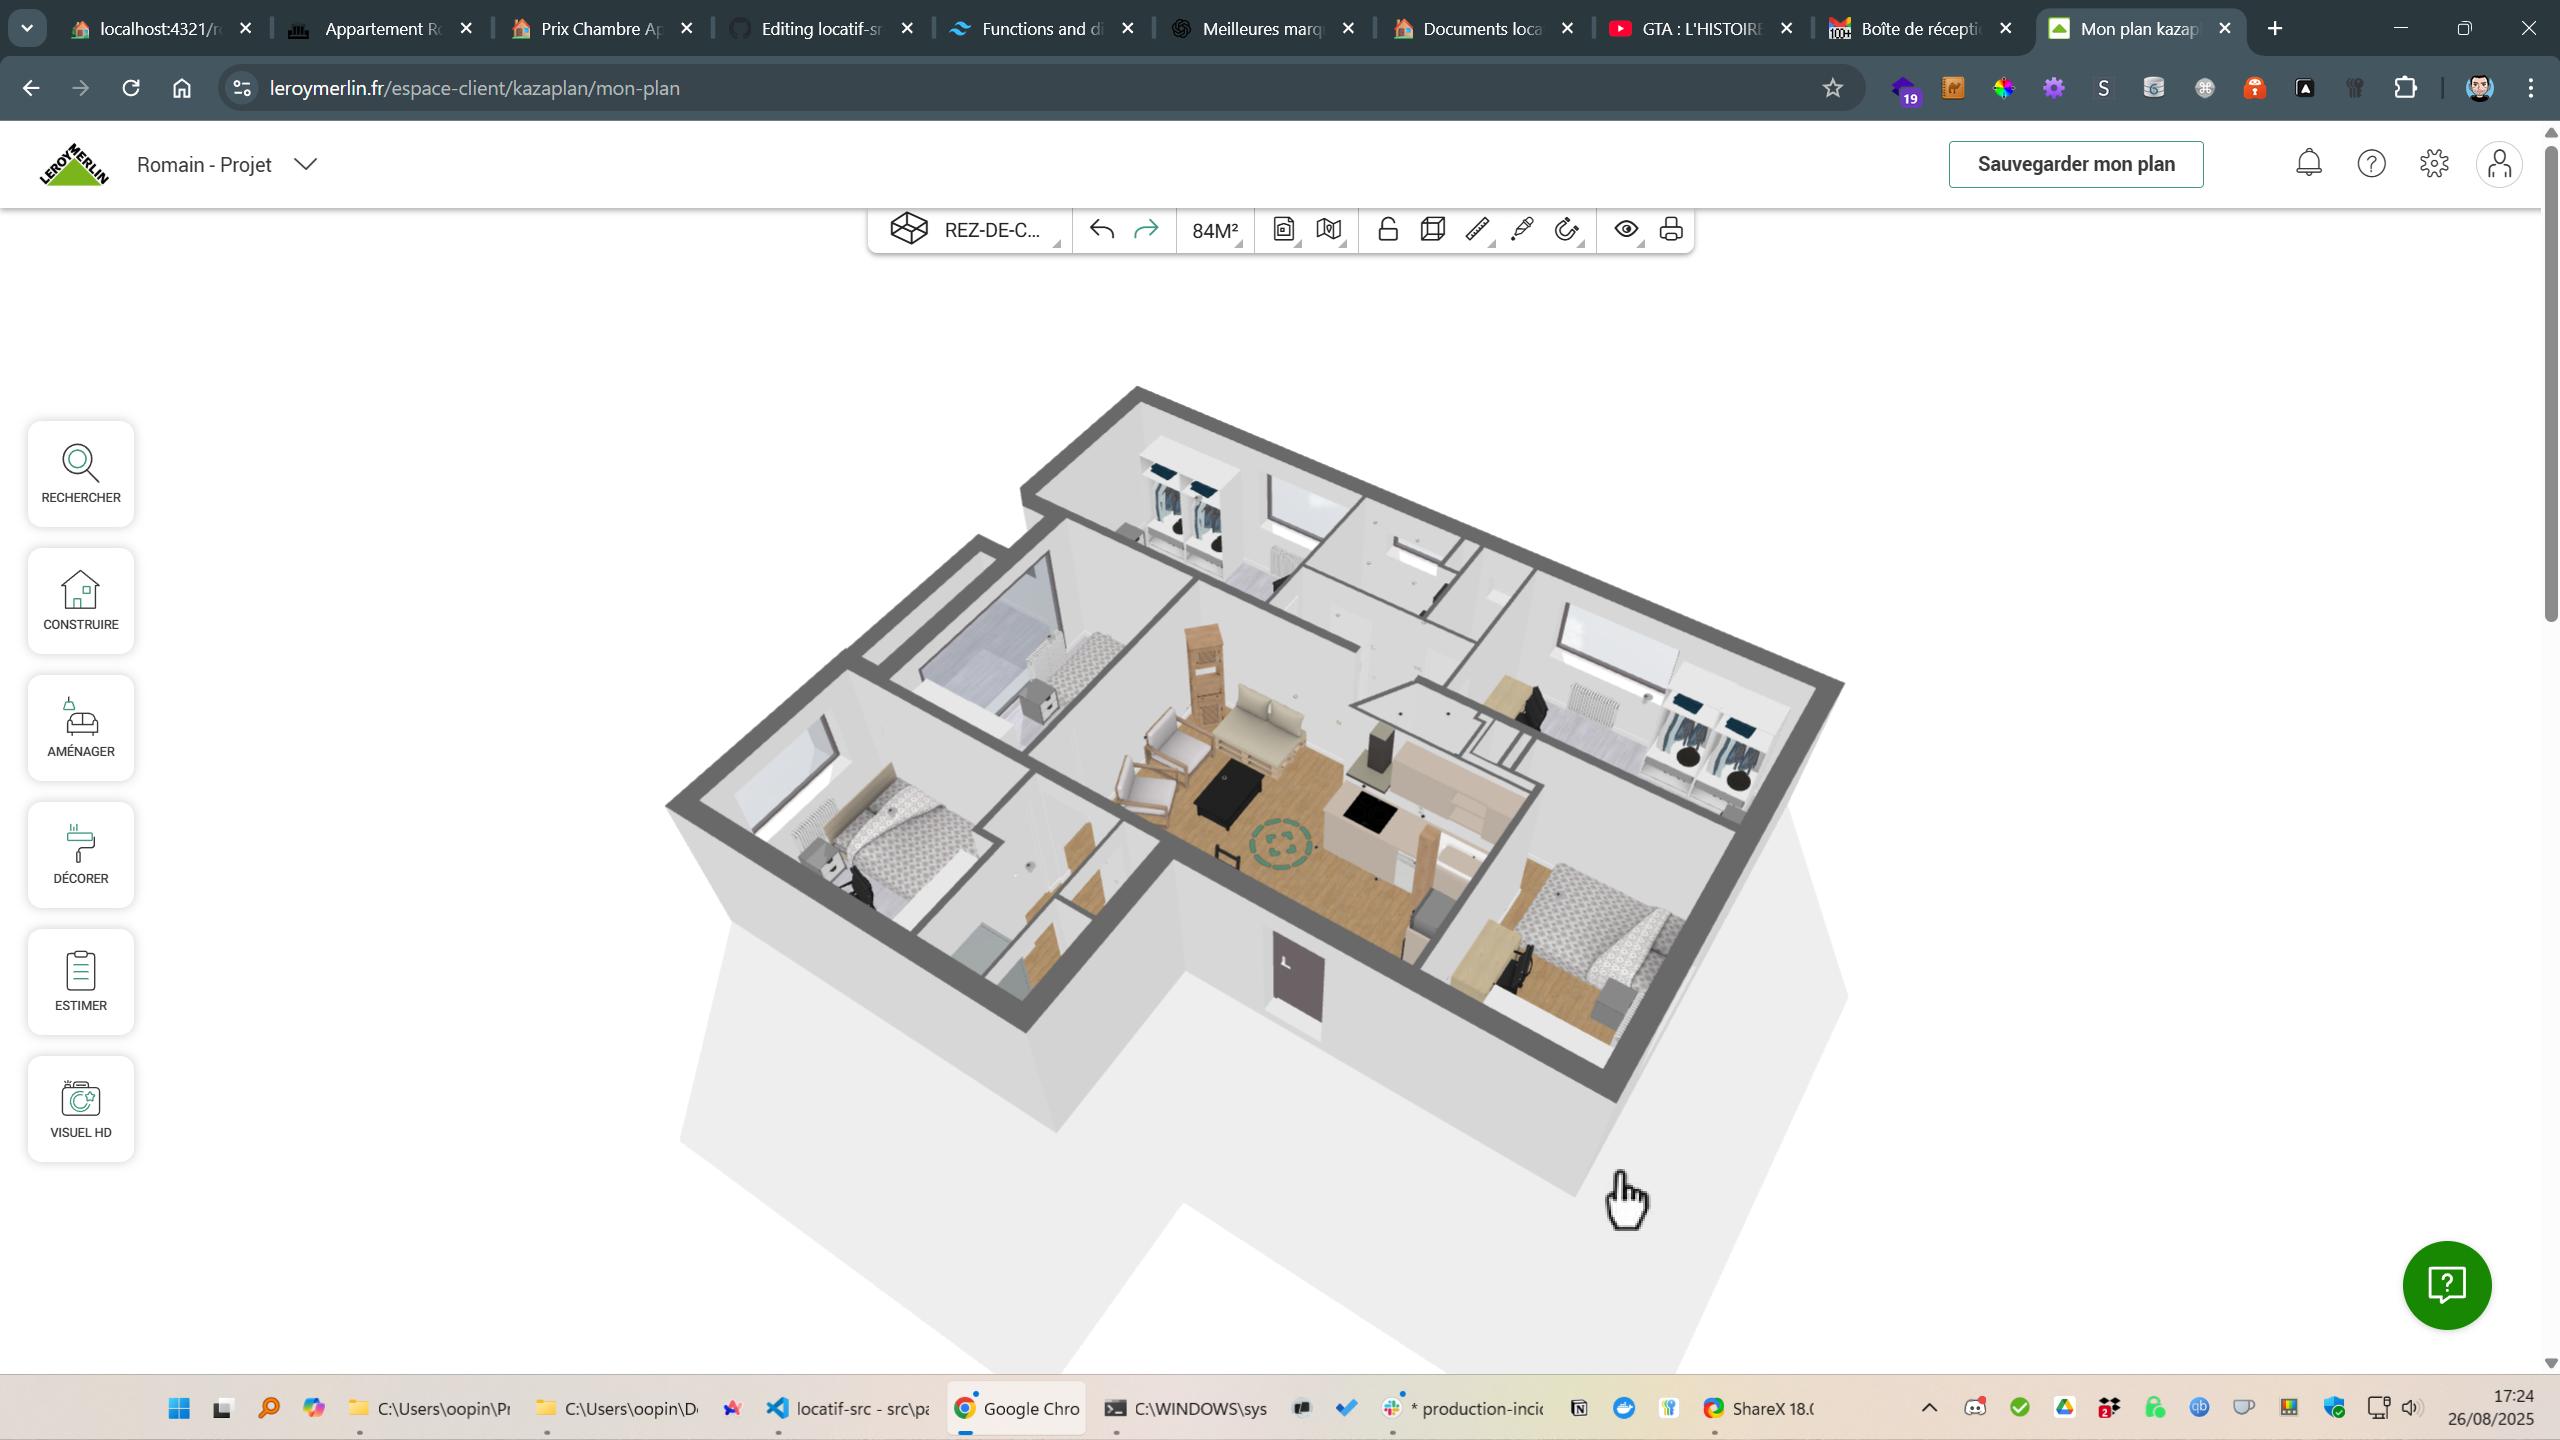 localhost:4321/r
Appartement R
Prix Chambre Ap
Editing locatif-sr
Functions and d
Meilleures marq
Documents loca
GTA : L'HISTOIRE
Boîte de récepti
Mon plan kazap
leroymerlin.fr/espace-client/kazaplan/mon-plan
19
LEROY MERLIN
Romain - Projet
Sauvegarder mon plan
REZ-DE-C...
84M²
RECHERCHER
CONSTRUIRE
AMÉNAGER
DÉCORER
ESTIMER
VISUEL HD
C:\Users\oopin\Pr
C:\Users\oopin\D
locatif-src - src\pa
Google Chro
C:\WINDOWS\sys
* production-inci
ShareX 18.0
17:24
26/08/2025